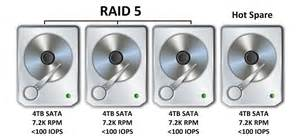 RAID 5
Hot Spare
4TB SATA
7.2K RPM
<100 IOPS
4TB SATA
7.2K RPM
<100 IOPS
4TB SATA
7.2K RPM
<100 IOPS
4TB SATA
7.2K RPM
<100 IOPS